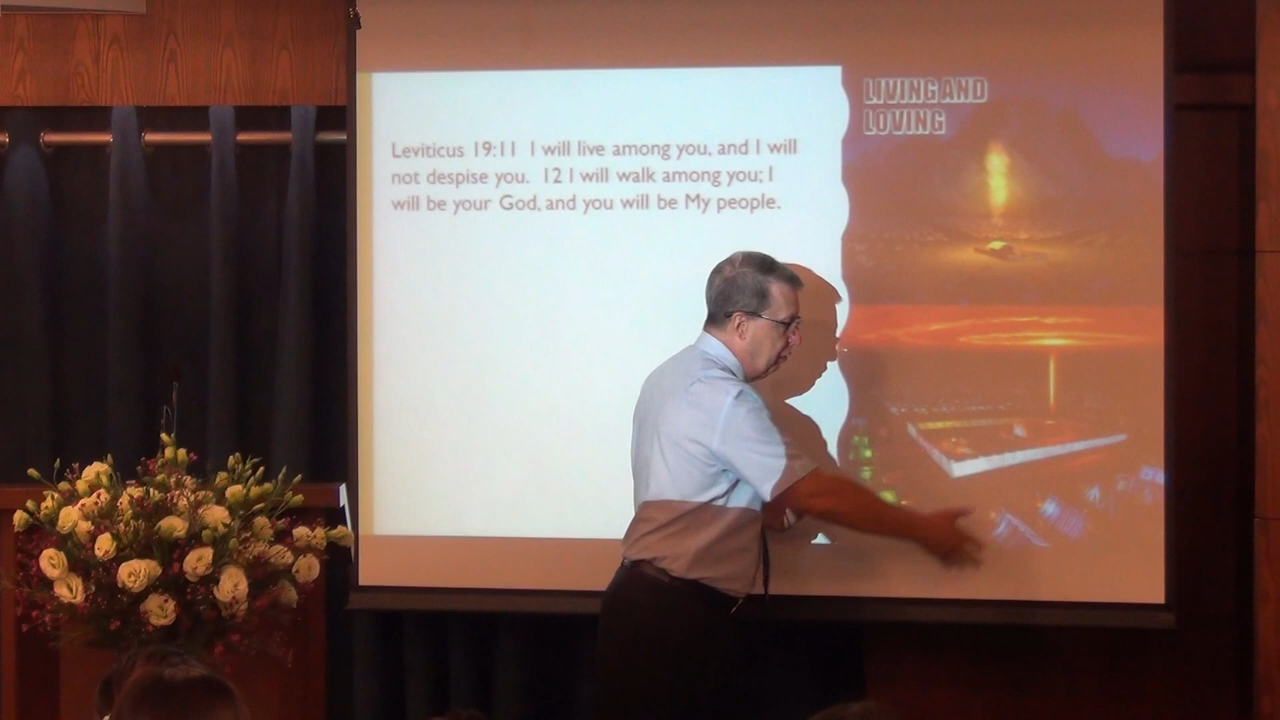 Leviticus 19:11 I will live among you, and I will
not despise you. 12 I will walk among you; I
will be your God, and you will be My people.
LIVING AND
LOVING